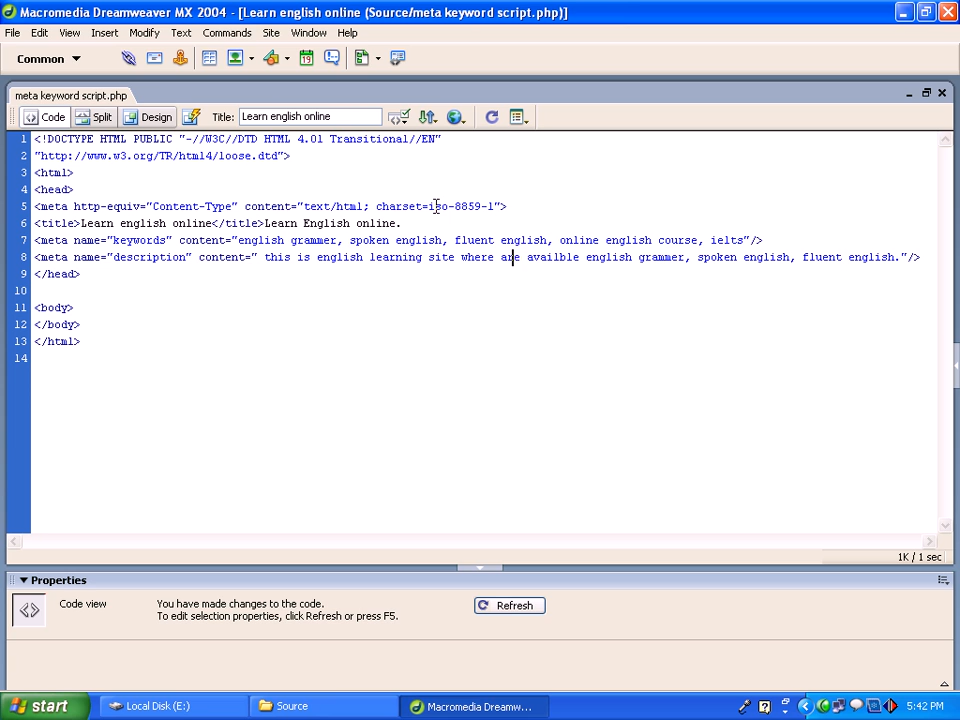 Macromedia Dreamweaver MX 2004 - [Learn english online (Source/meta keyword script.php)]
File Edit View Insert Modify Text Commands Site Window Help
Common
meta keyword script.php
Code Split Design Title: Learn english online
1 <!DOCTYPE HTML PUBLIC "-//W3C//DTD HTML 4.01 Transitional//EN"
2 "http://www.w3.org/TR/html4/loose.dtd">
3 <html>
4 <head>
5 <meta http-equiv="Content-Type" content="text/html; charset=iso-8859-1">
6 <title>Learn english online</title>Learn English online.
7 <meta name="keywords" content="english grammer, spoken english, fluent english, online english course, ielts"/>
8 <meta name="description" content=" this is english learning site where are availble english grammer, spoken english, fluent english."/>
9 </head>
10
11 <body>
12 </body>
13 </html>
14
1K / 1 sec
Properties
Code view You have made changes to the code. Refresh
To edit selection properties, click Refresh or press F5.
start Local Disk (E:) Source Macromedia Dreamw... 5:42 PM